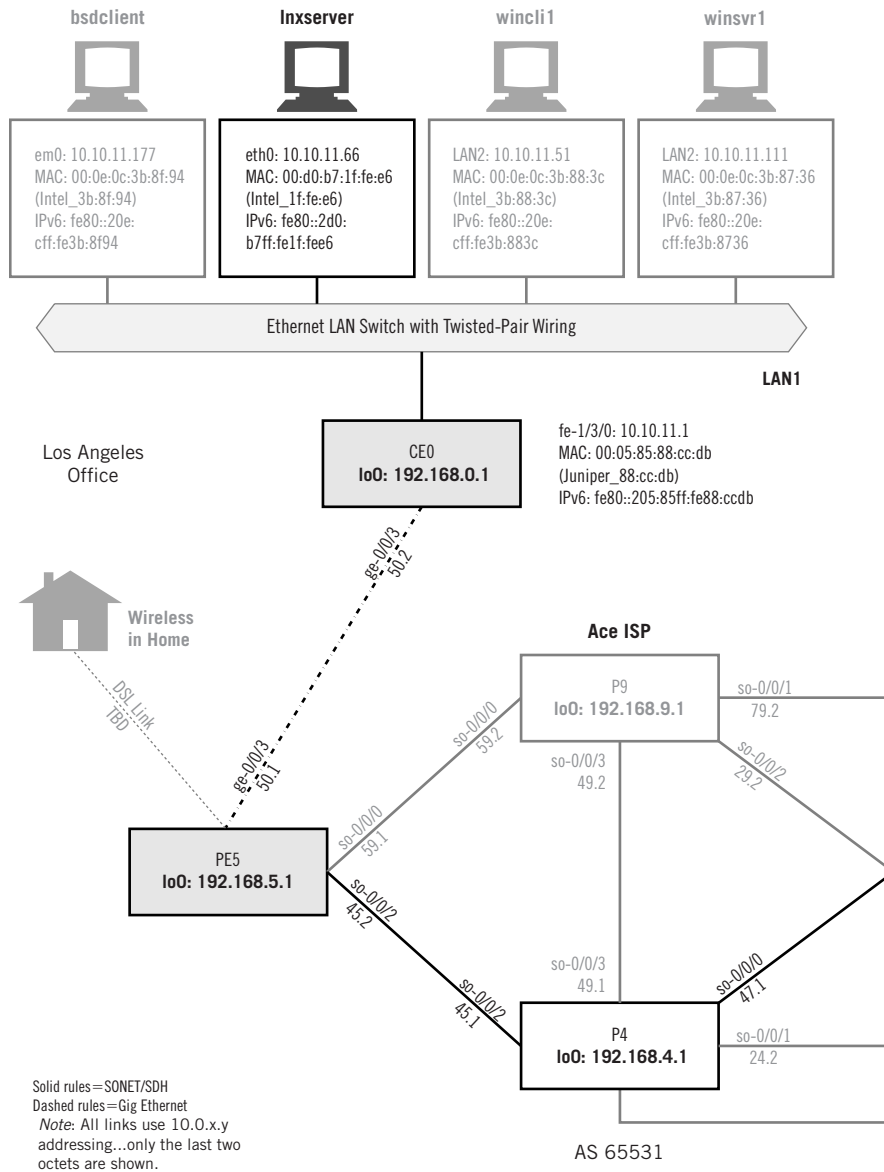 bsdclient
lnxserver
wincli1
winsvr1
em0: 10.10.11.177
MAC: 00:0e:0c:3b:8f:94
(Intel_3b:8f:94)
IPv6: fe80::20e:
cff:fe3b:8f94
eth0: 10.10.11.66
MAC: 00:d0:b7:1f:fe:e6
(Intel_1f:fe:e6)
IPv6: fe80::2d0:
b7ff:fe1f:fee6
LAN2: 10.10.11.51
MAC: 00:0e:0c:3b:88:3c
(Intel_3b:88:3c)
IPv6: fe80::20e:
cff:fe3b:883c
LAN2: 10.10.11.111
MAC: 00:0e:0c:3b:87:36
(Intel_3b:87:36)
IPv6: fe80::20e:
cff:fe3b:8736
Ethernet LAN Switch with Twisted-Pair Wiring
LAN1
Los Angeles
Office
CE0
lo0: 192.168.0.1
fe-1/3/0: 10.10.11.1
MAC: 00:05:85:88:cc:db
(Juniper_88:cc:db)
IPv6: fe80::205:85ff:fe88:ccdb
ge-0/0/3
50.2
Wireless
in Home
DSL Link
TBD
ge-0/0/3
50.1
Ace ISP
P9
lo0: 192.168.9.1
so-0/0/1
79.2
so-0/0/0
59.2
so-0/0/3
49.2
so-0/0/2
29.2
PE5
lo0: 192.168.5.1
so-0/0/0
59.1
so-0/0/2
45.2
so-0/0/2
45.1
so-0/0/3
49.1
so-0/0/0
47.1
P4
lo0: 192.168.4.1
so-0/0/1
24.2
Solid rules=SONET/SDH
Dashed rules=Gig Ethernet
Note: All links use 10.0.x.y
addressing...only the last two
octets are shown.
AS 65531